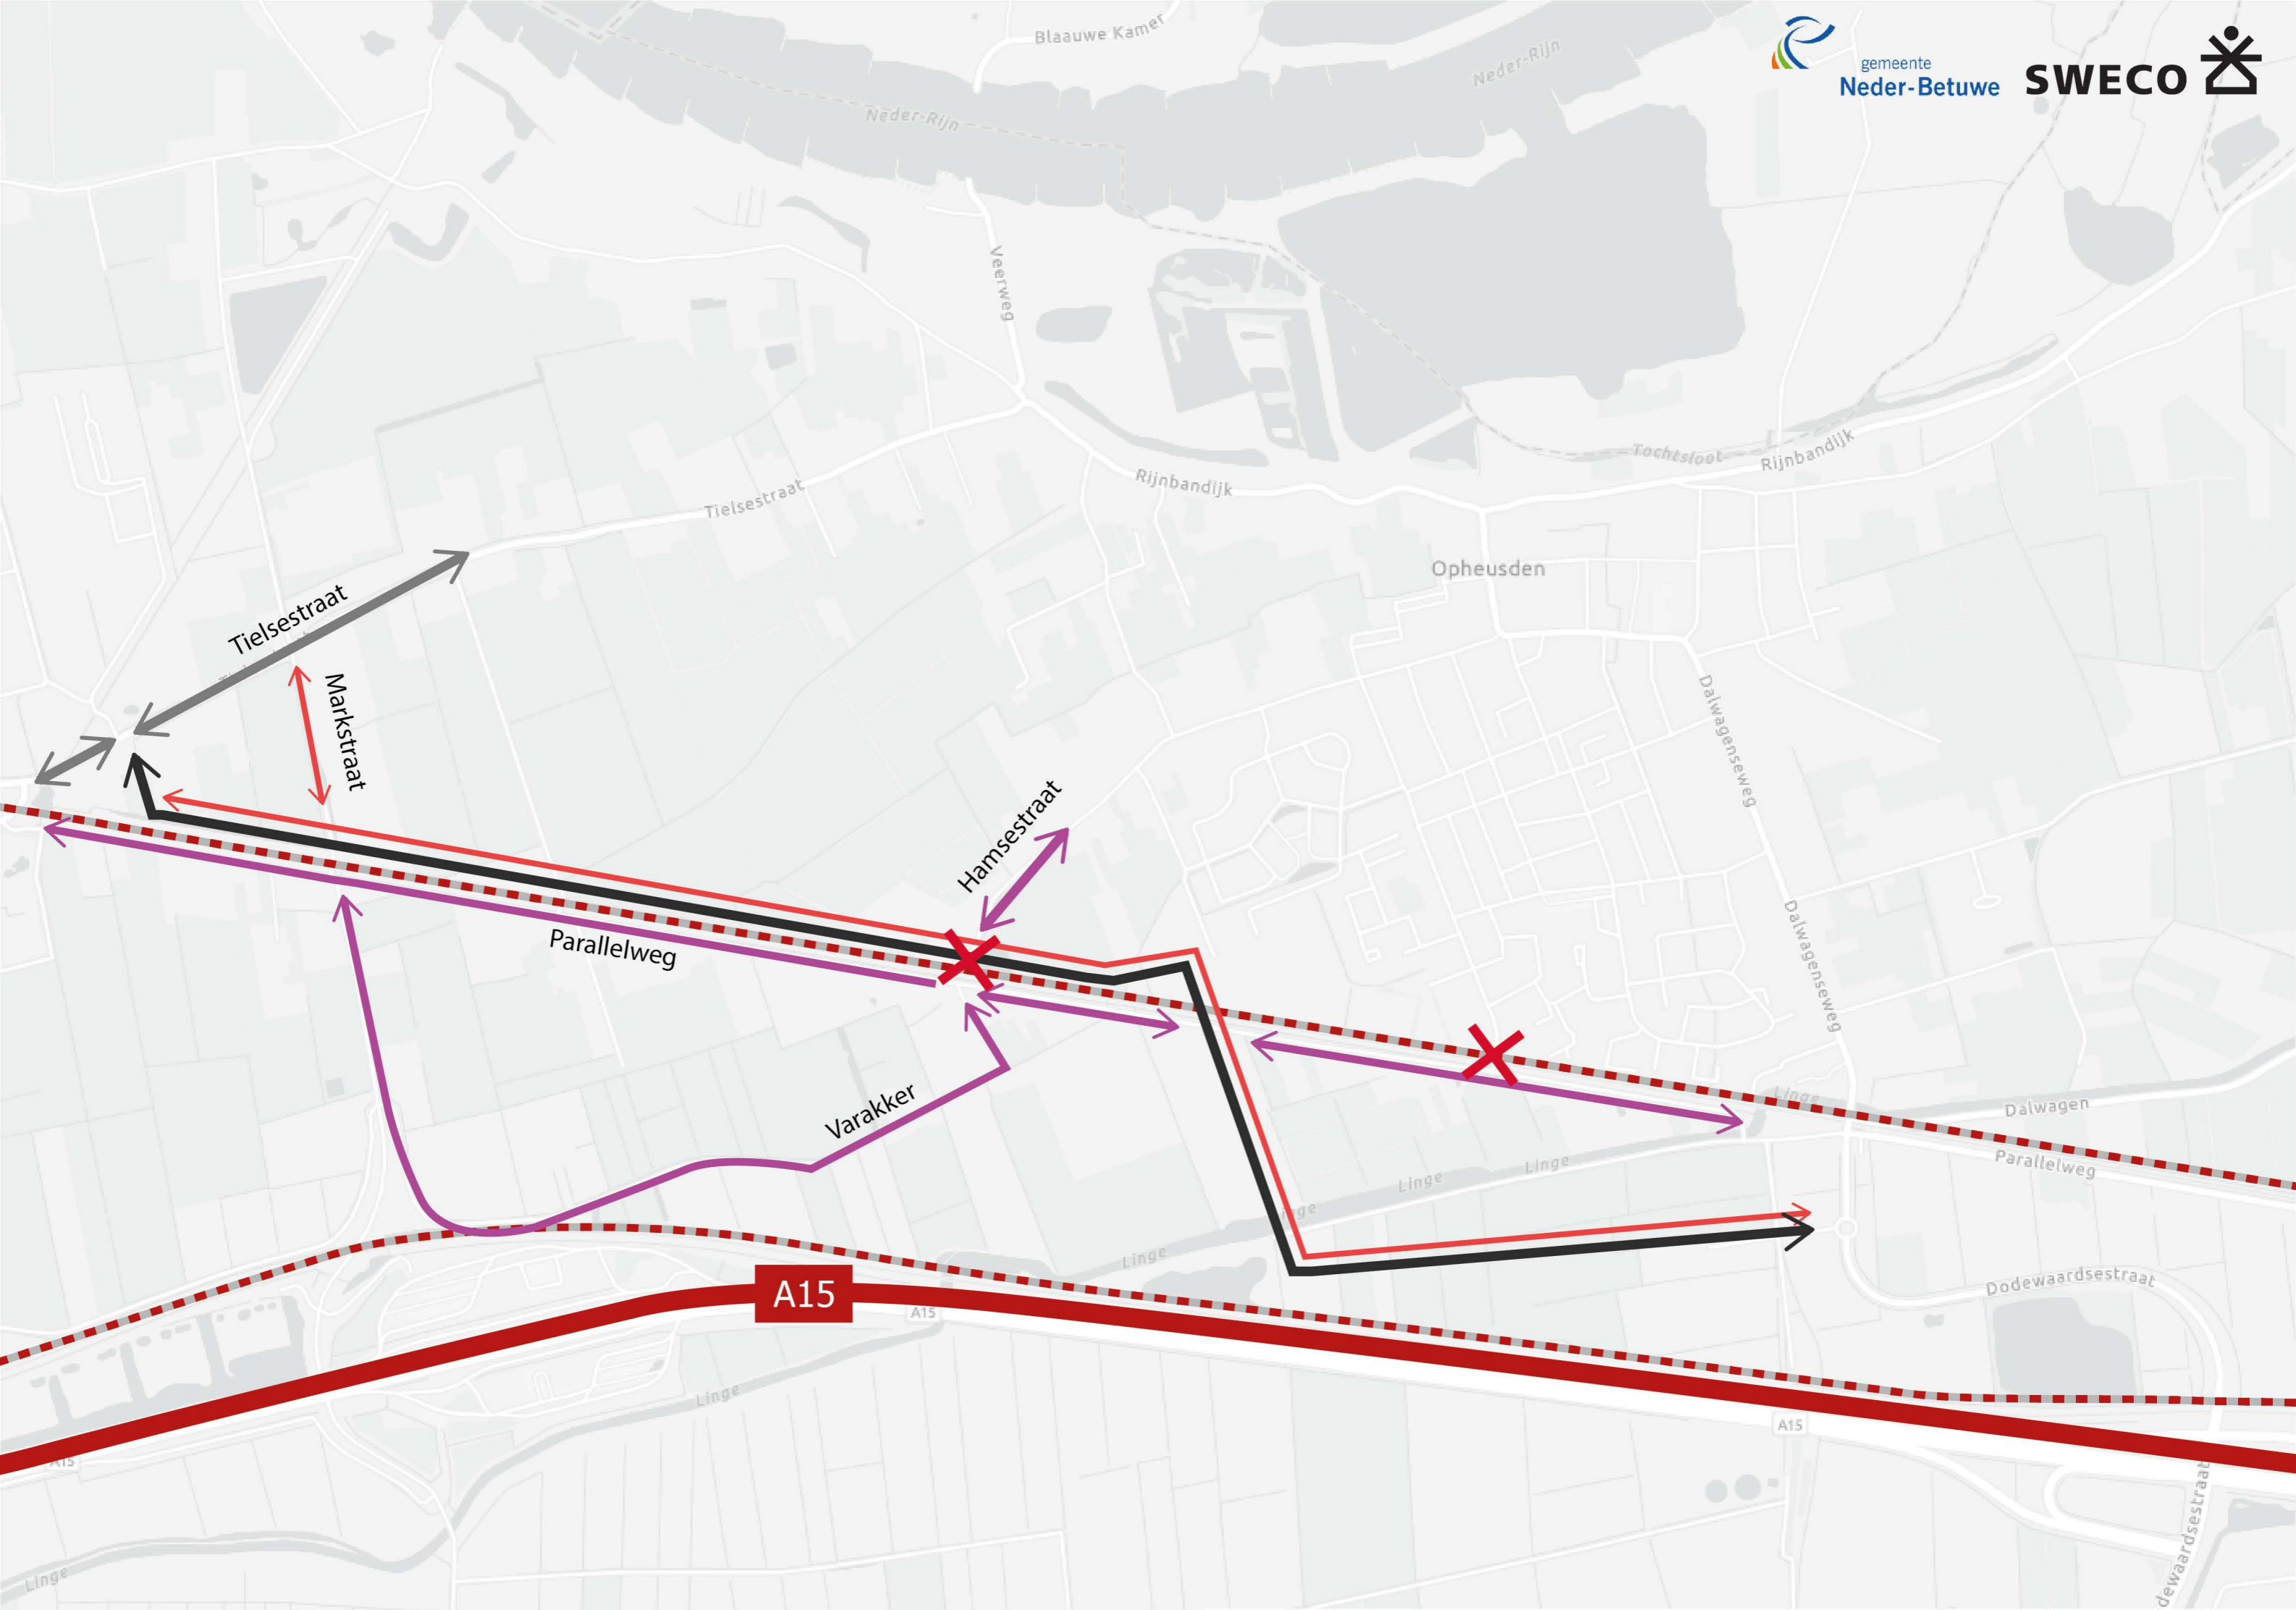 Blaauwe Kamer
Neder-Rijn
gemeente
Neder-Betuwe
SWECO
Neder-Rijn
Veerweg
Rijnbandijk
Tochtsloot
Tielsestraat
Rijnbandijk
Opheusden
Tielsestraat
Markstraat
Dalwagenseweg
Hamsestraat
Parallelweg
Dalwagenseweg
Varakker
Linge
Dalwagen
Parallelweg
Linge
Linge
Linge
A15
A15
Dodewaardsestraat
Linge
A15
A15
Linge